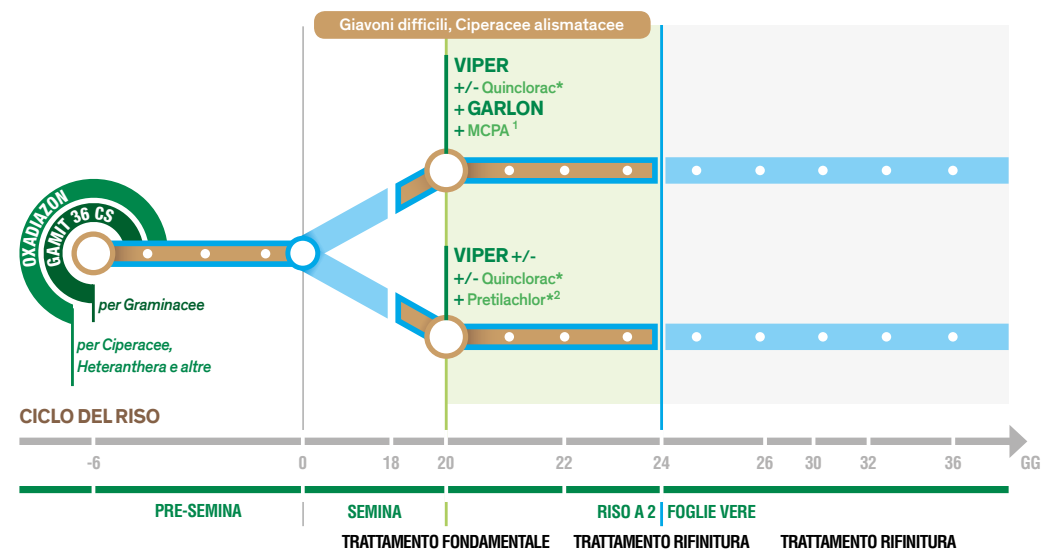 Giavoni difficili, Ciperacee alismatacee
VIPER
+/- Quinclorac*
+ GARLON
+ MCPA ¹
OXADIAZON
GAMIT 36 CS
per Graminacee
per Ciperacee,
Heteranthera e altre
VIPER +/-
+/- Quinclorac*
+ Pretilachlor*²
CICLO DEL RISO
-6 0 18 20 22 24 26 30 32 36 GG
PRE-SEMINA SEMINA RISO A 2 FOGLIE VERE
TRATTAMENTO FONDAMENTALE TRATTAMENTO RIFINITURA TRATTAMENTO RIFINITURA